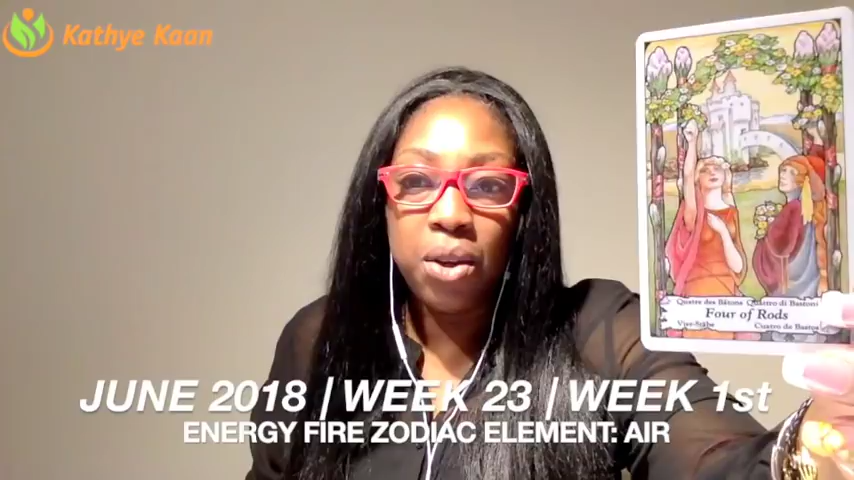 Kathye Kaan
Quatre des Bâtons Quattro di Bastoni
Four of Rods
Vier-Stäbe Cuatro de Bastos
JUNE 2018 | WEEK 23 | WEEK 1st
ENERGY FIRE ZODIAC ELEMENT: AIR